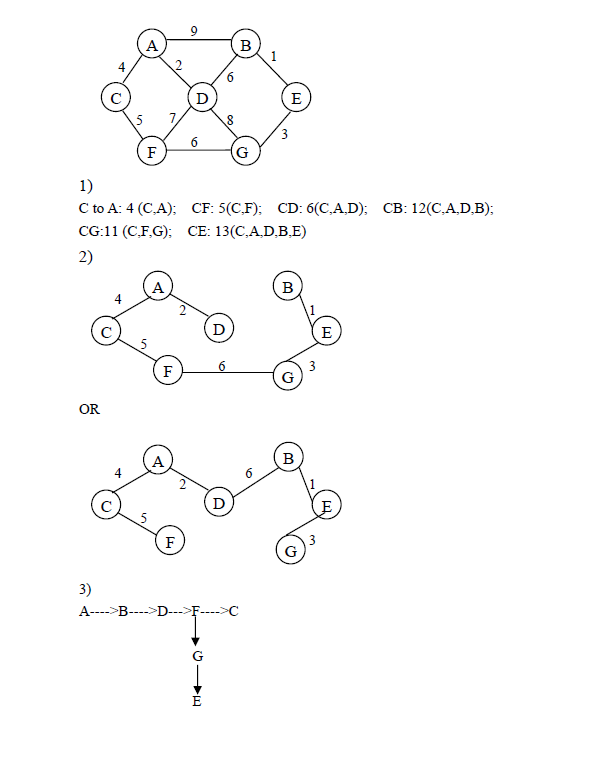 9
A B
4 2 6 1
C D E
5 7 8 3
F 6 G
1)
C to A: 4 (C,A); CF: 5(C,F); CD: 6(C,A,D); CB: 12(C,A,D,B);
CG:11 (C,F,G); CE: 13(C,A,D,B,E)
2)
A B
4 2 1
C D E
5 6 3
F G
OR
A B
4 2 6 1
C D E
5 3
F G
3)
A---->B---->D--->F---->C
G
E